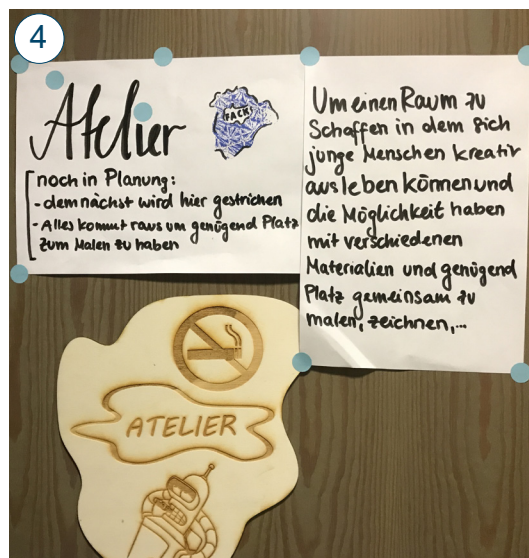 4
Atelier
FACK!
noch in Planung:
- demnächst wird hier gestrichen
- Alles kommt raus um genügend Platz
zum Malen zu haben
Um einen Raum zu
Schaffen in dem sich
junge Menschen kreativ
ausleben können und
die Möglichkeit haben
mit verschiedenen
Materialien und genügend
Platz gemeinsam zu
malen, zeichnen,...
ATELIER